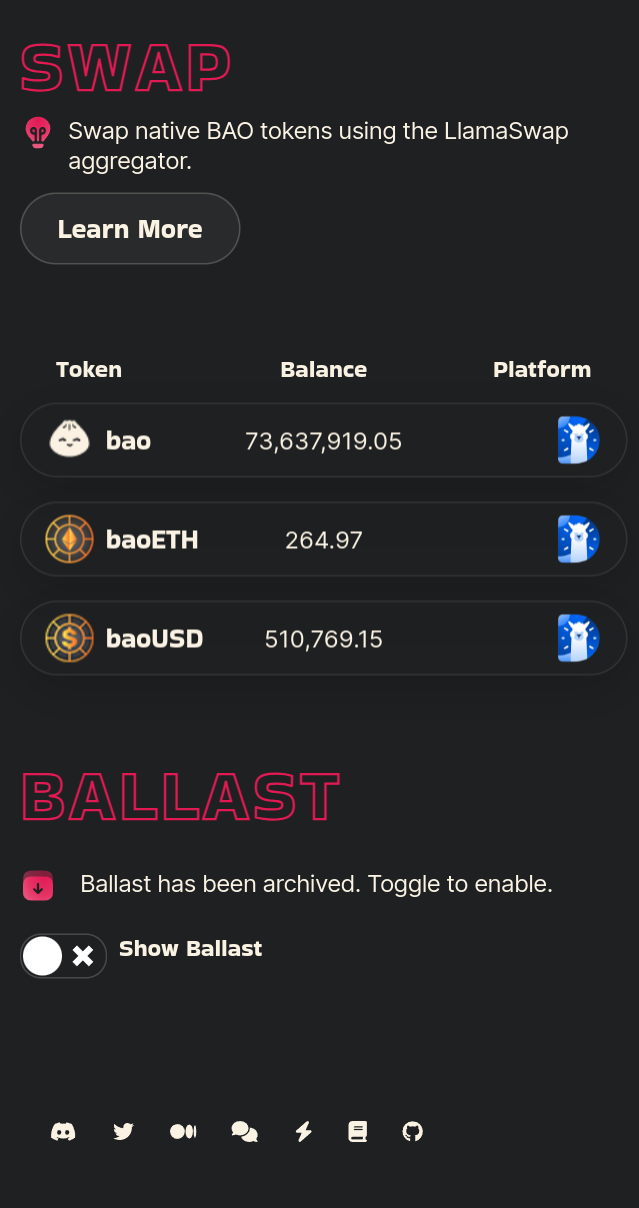 SWAP
Swap native BAO tokens using the LlamaSwap
aggregator.
Learn More
Token Balance Platform
bao 73,637,919.05
baoETH 264.97
baoUSD 510,769.15
BALLAST
Ballast has been archived. Toggle to enable.
Show Ballast